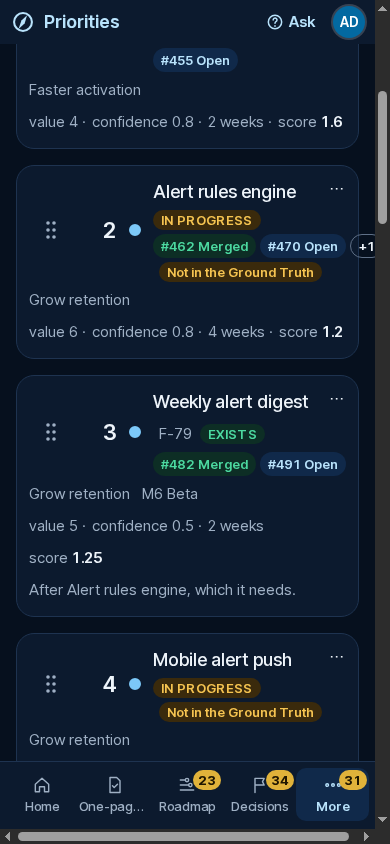 Priorities
Ask
AD
#455 Open
Faster activation
value 4 · confidence 0.8 · 2 weeks · score 1.6
Alert rules engine
...
2
IN PROGRESS
#462 Merged #470 Open +1
Not in the Ground Truth
Grow retention
value 6 · confidence 0.8 · 4 weeks · score 1.2
Weekly alert digest
...
3
F-79 EXISTS
#482 Merged #491 Open
Grow retention M6 Beta
value 5 · confidence 0.5 · 2 weeks
score 1.25
After Alert rules engine, which it needs.
Mobile alert push
...
4
IN PROGRESS
Not in the Ground Truth
Grow retention
23 34 31
Home One-pag... Roadmap Decisions More